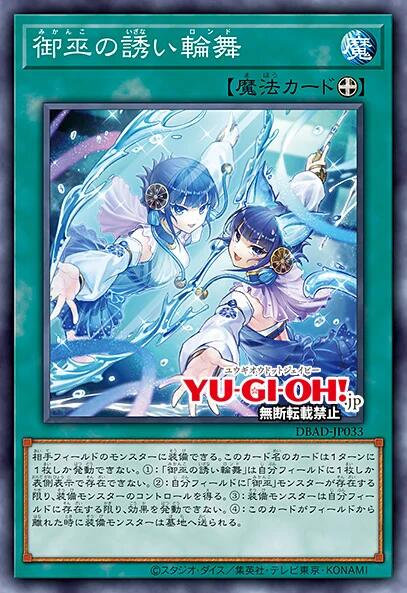 みかんこ いざな ロンド
御巫の誘い輪舞
魔
まほう
【魔法カード】
ユウギオウドットジェイピー
YU-GI-OH!.jp
無断転載禁止
DBAD-JP033
相手フィールドのモンスターに装備できる。このカード名のカードは1ターンに
1枚しか発動できない。①：「御巫の誘い輪舞」は自分フィールドに1枚しか
表側表示で存在できない。②：自分フィールドに「御巫」モンスターが存在する
限り、装備モンスターのコントロールを得る。③：装備モンスターは自分フィー
ルドに存在する限り、効果を発動できない。④：このカードがフィールドから
離れた時に装備モンスターは墓地へ送られる。
©スタジオ・ダイス／集英社・テレビ東京・KONAMI